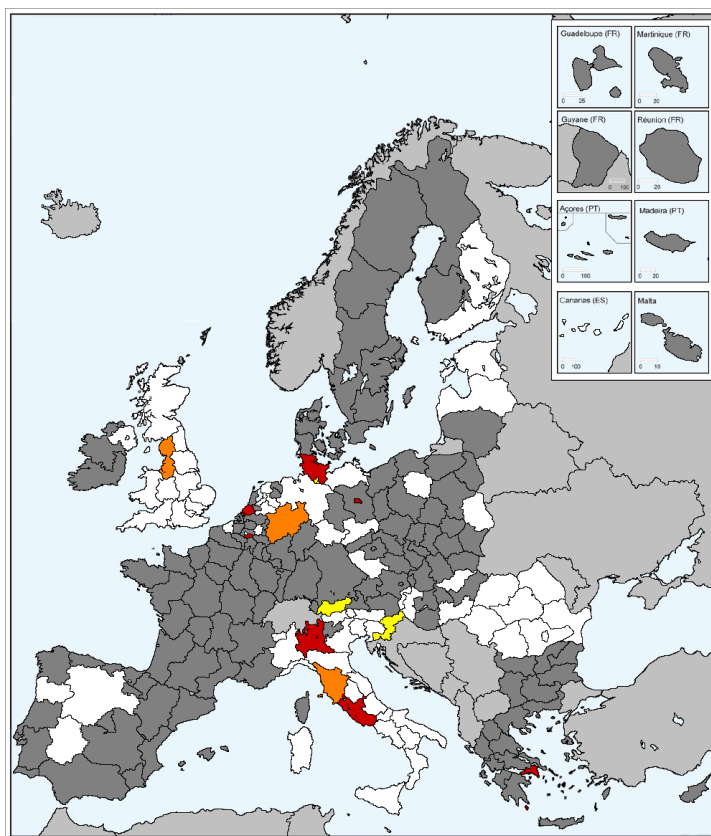 Guadeloupe (FR)
Martinique (FR)
0 25
0 20
Guyane (FR)
Réunion (FR)
0 100
0 20
Açores (PT)
Madeira (PT)
0 100
0 20
Canarias (ES)
Malta
0 100
0 10